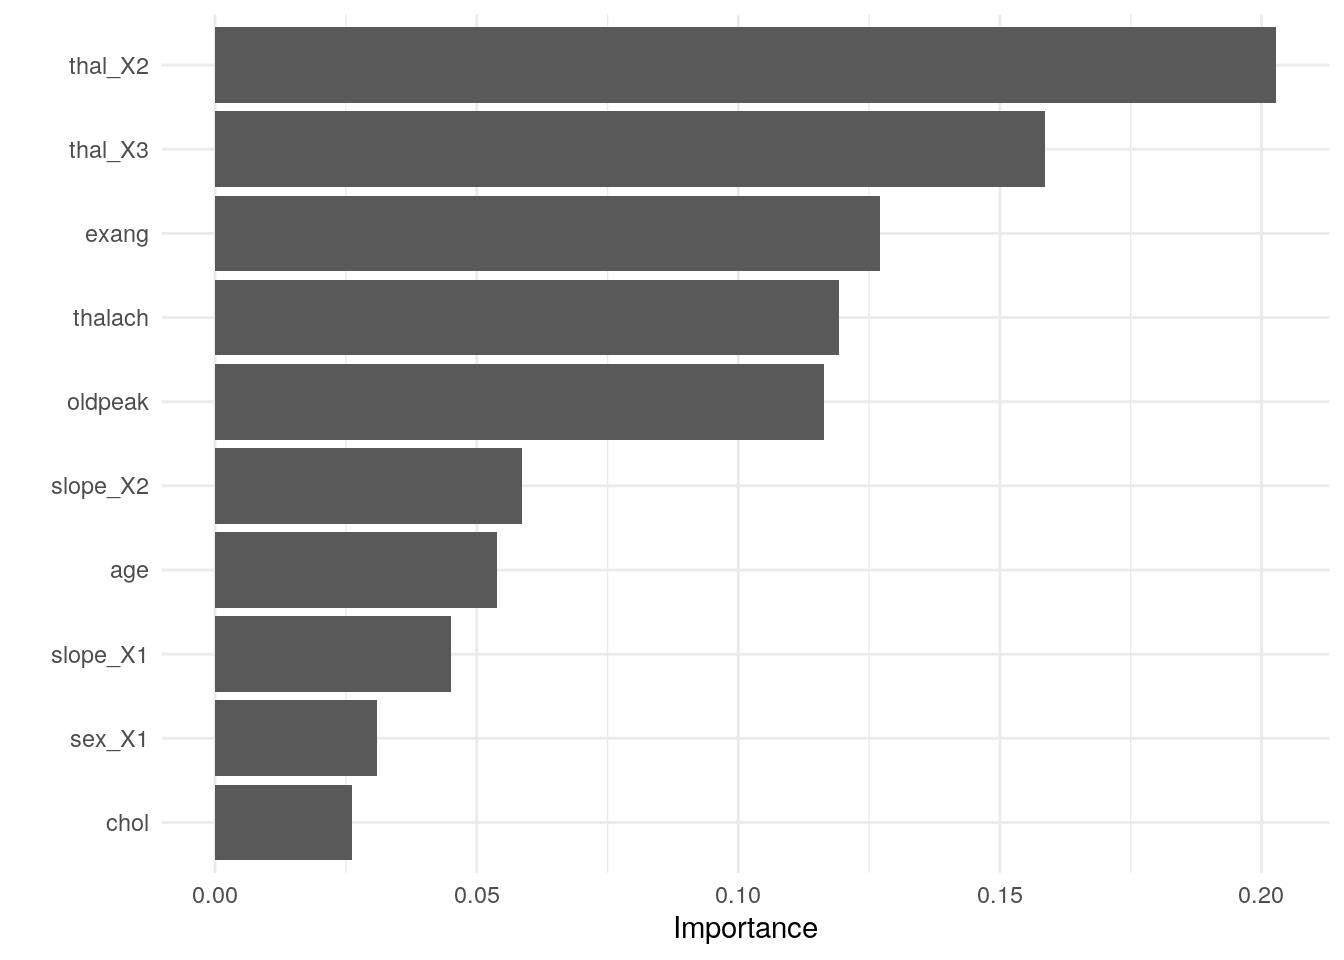 thal_X2
thal_X3
exang
thalach
oldpeak
slope_X2
age
slope_X1
sex_X1
chol
0.00 0.05 0.10 0.15 0.20
Importance